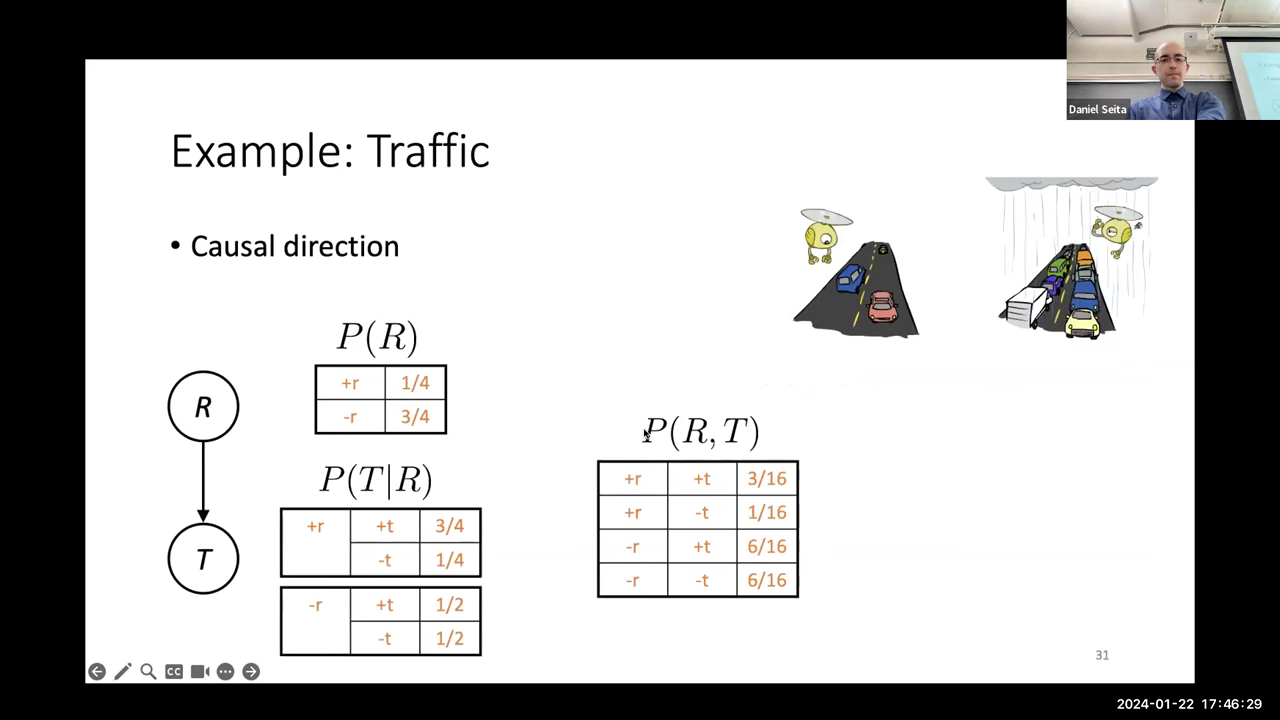 Daniel Seita
Example: Traffic
• Causal direction
P(R)
+r 1/4
-r 3/4
R
T
P(T|R)
+r +t 3/4
-t 1/4
-r +t 1/2
-t 1/2
P(R, T)
+r +t 3/16
+r -t 1/16
-r +t 6/16
-r -t 6/16
31
CC
2024-01-22 17:46:29